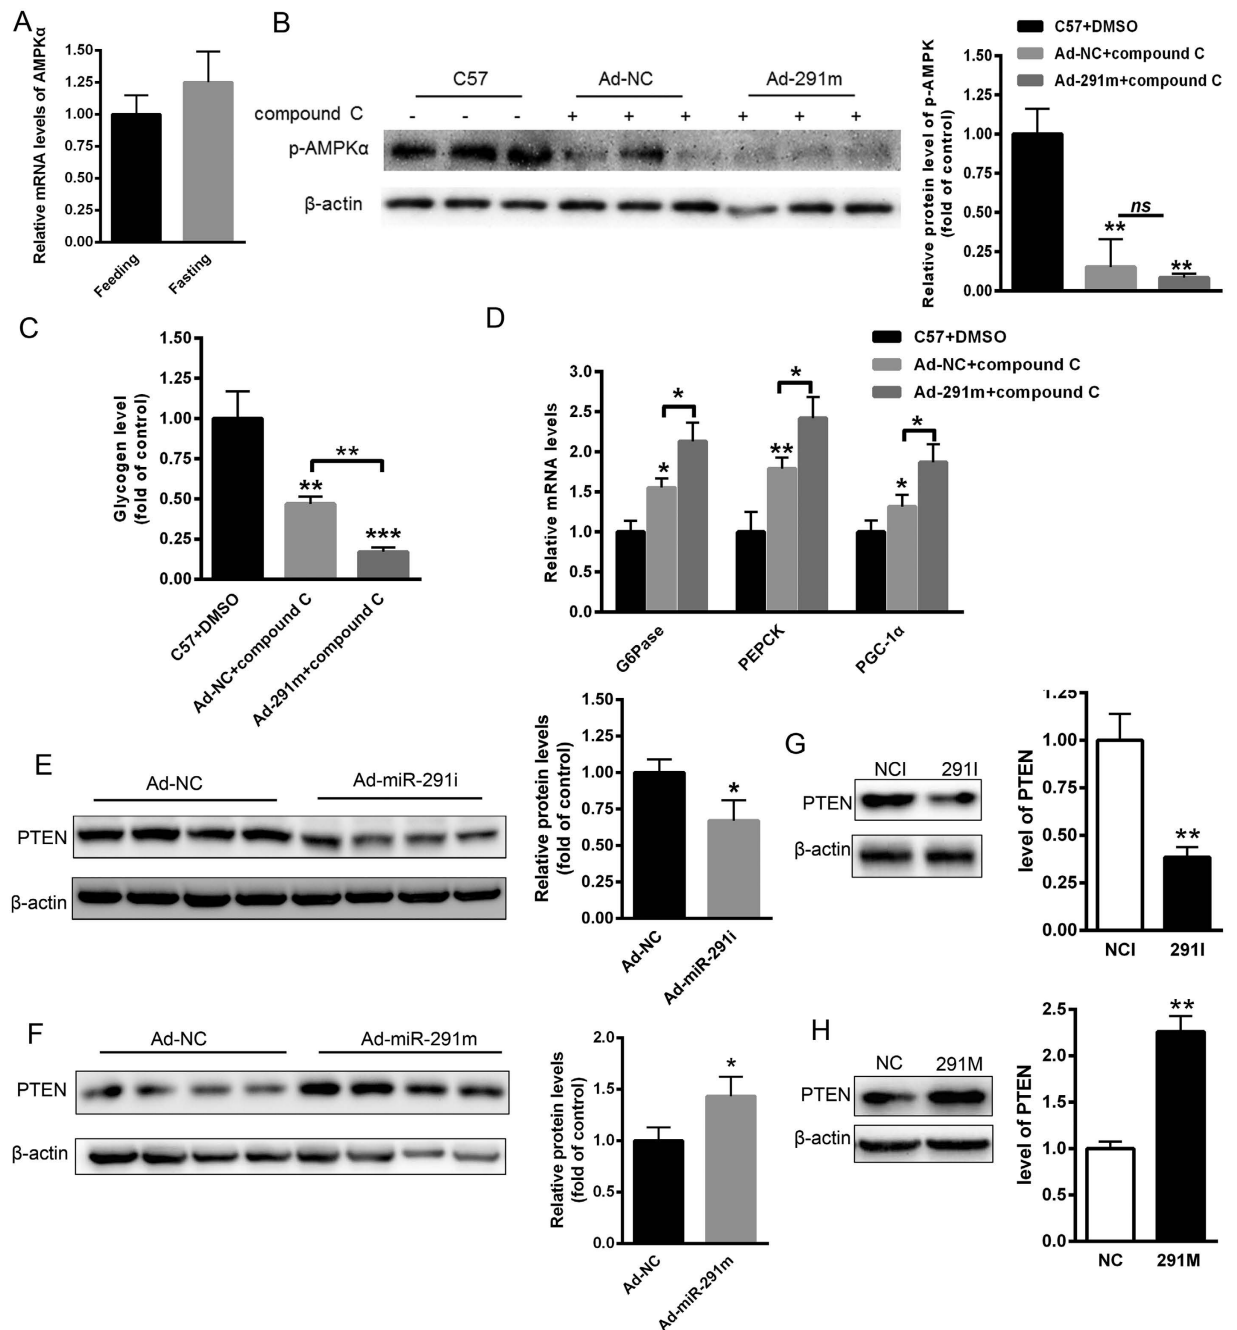 A
Relative mRNA levels of AMPKα
1.50
1.25
1.00
0.75
0.50
0.25
0.00
Feeding
Fasting
B
C57
Ad-NC
Ad-291m
compound C
- - - + + + + + +
p-AMPKα
β-actin
C57+DMSO
Ad-NC+compound C
Ad-291m+compound C
Relative protein level of p-AMPK
(fold of control)
1.50
1.25
1.00
0.75
0.50
0.25
0.00
**
ns
**
C
Glycogen level
(fold of control)
1.50
1.25
1.00
0.75
0.50
0.25
0.00
**
**
***
C57+DMSO
Ad-NC+compound C
Ad-291m+compound C
D
C57+DMSO
Ad-NC+compound C
Ad-291m+compound C
Relative mRNA levels
3.0
2.5
2.0
1.5
1.0
0.5
0.0
*
*
**
*
*
*
G6Pase
PEPCK
PGC-1α
E
Ad-NC
Ad-miR-291i
PTEN
β-actin
Relative protein levels
(fold of control)
1.50
1.25
1.00
0.75
0.50
0.25
0.00
*
Ad-NC
Ad-miR-291i
G
NCI 291I
PTEN
β-actin
level of PTEN
1.25
1.00
0.75
0.50
0.25
0.00
**
NCI
291I
F
Ad-NC
Ad-miR-291m
PTEN
β-actin
Relative protein levels
(fold of control)
2.0
1.5
1.0
0.5
0.0
*
Ad-NC
Ad-miR-291m
H
NC 291M
PTEN
β-actin
level of PTEN
2.5
2.0
1.5
1.0
0.5
0.0
**
NC
291M